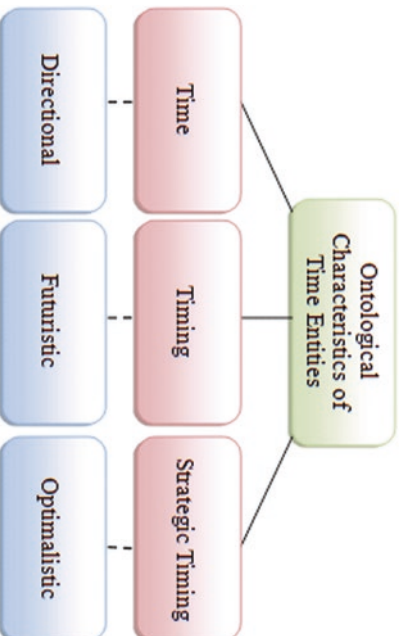 Ontological
Characteristics of
Time Entities
Time
Timing
Strategic Timing
Directional
Futuristic
Optimalistic